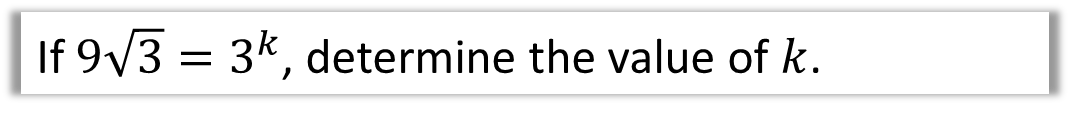 If 9√3 = 3^k, determine the value of k.